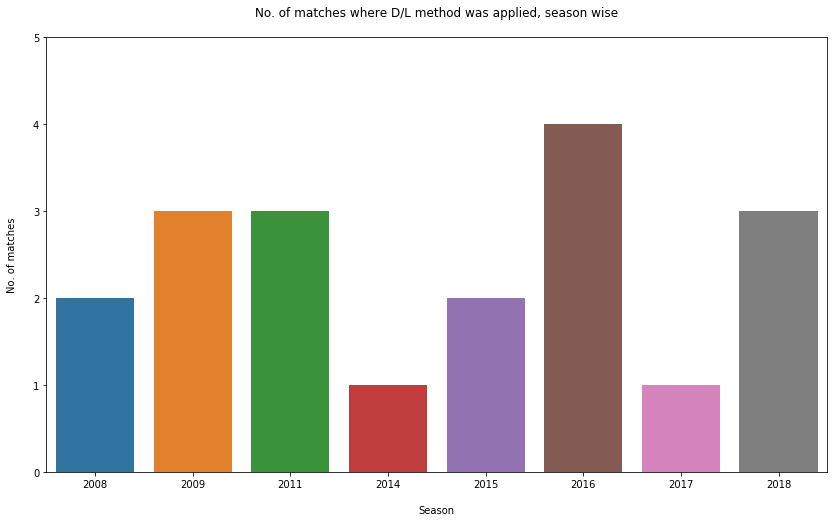 No. of matches where D/L method was applied, season wise
5
4
3
2
1
0
No. of matches
2008 2009 2011 2014 2015 2016 2017 2018
Season